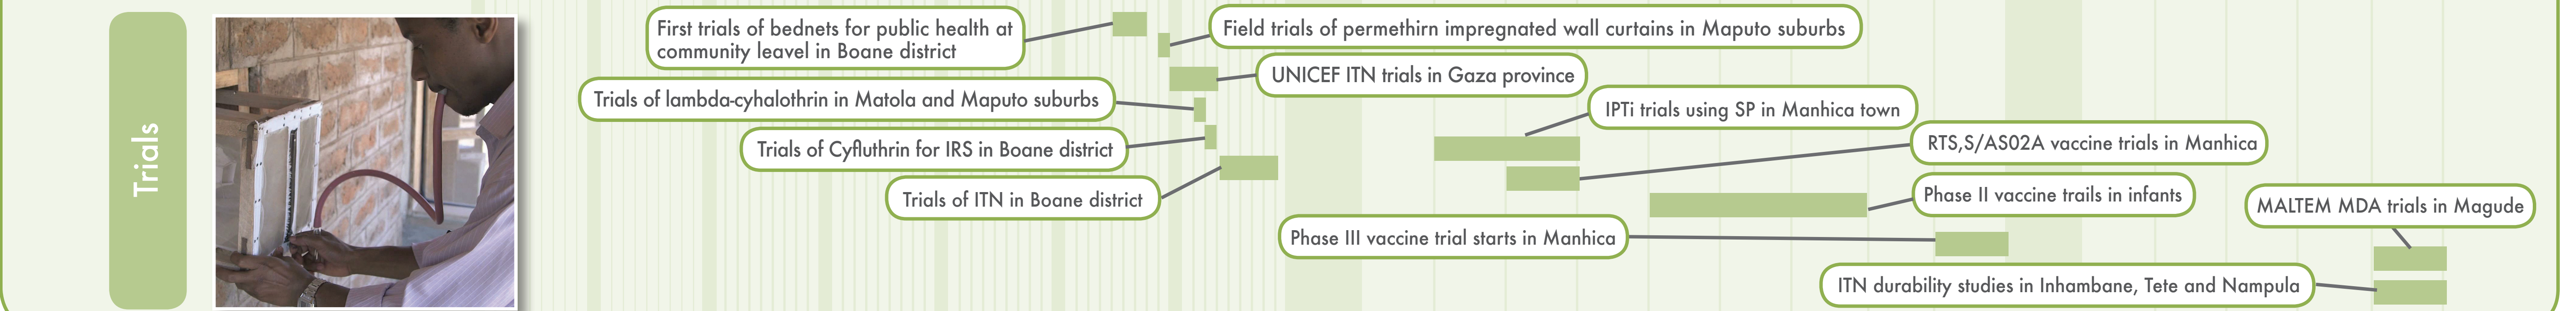 Trials
First trials of bednets for public health at
community leavel in Boane district
Field trials of permethirn impregnated wall curtains in Maputo suburbs
UNICEF ITN trials in Gaza province
Trials of lambda-cyhalothrin in Matola and Maputo suburbs
IPTi trials using SP in Manhica town
Trials of Cyfluthrin for IRS in Boane district
RTS,S/AS02A vaccine trials in Manhica
Trials of ITN in Boane district
Phase II vaccine trails in infants
MALTEM MDA trials in Magude
Phase III vaccine trial starts in Manhica
ITN durability studies in Inhambane, Tete and Nampula